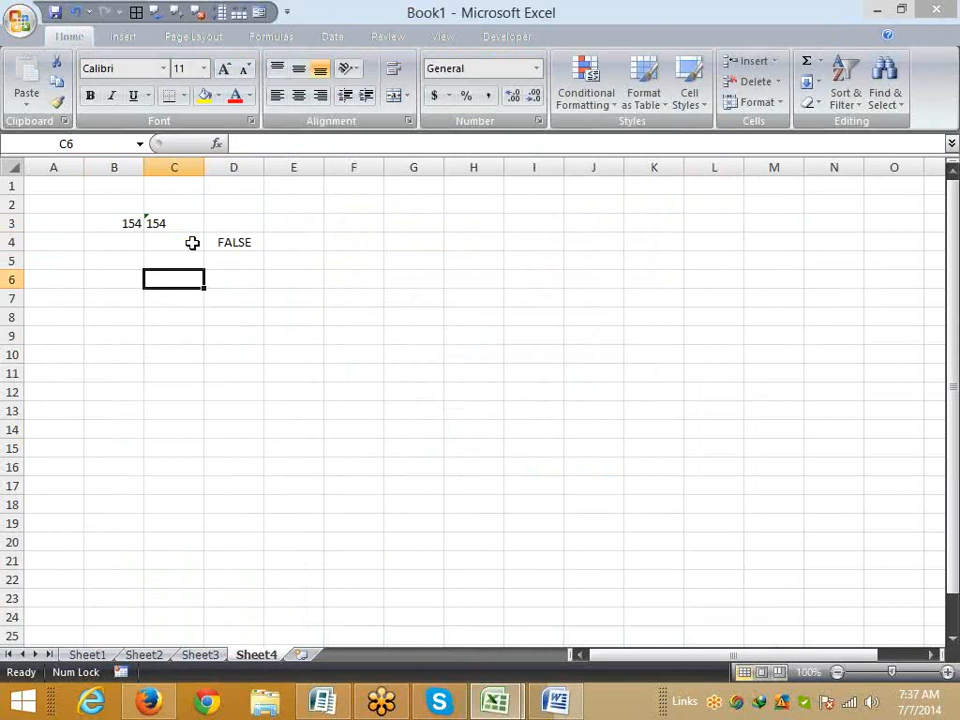 Book1 - Microsoft Excel
Home Insert Page Layout Formulas Data Review View Developer
Calibri 11 General
Paste
B I U A $ % ,
Conditional Formatting
Format as Table
Cell Styles
Insert
Delete
Format
Sort & Filter
Find & Select
Clipboard Font Alignment Number Styles Cells Editing
C6 fx
A B C D E F G H I J K L M N O
1
2
3 154 154
4 FALSE
5
6
7
8
9
10
11
12
13
14
15
16
17
18
19
20
21
22
23
24
25
Sheet1 Sheet2 Sheet3 Sheet4
Ready Num Lock 100%
Links 7:37 AM
7/7/2014